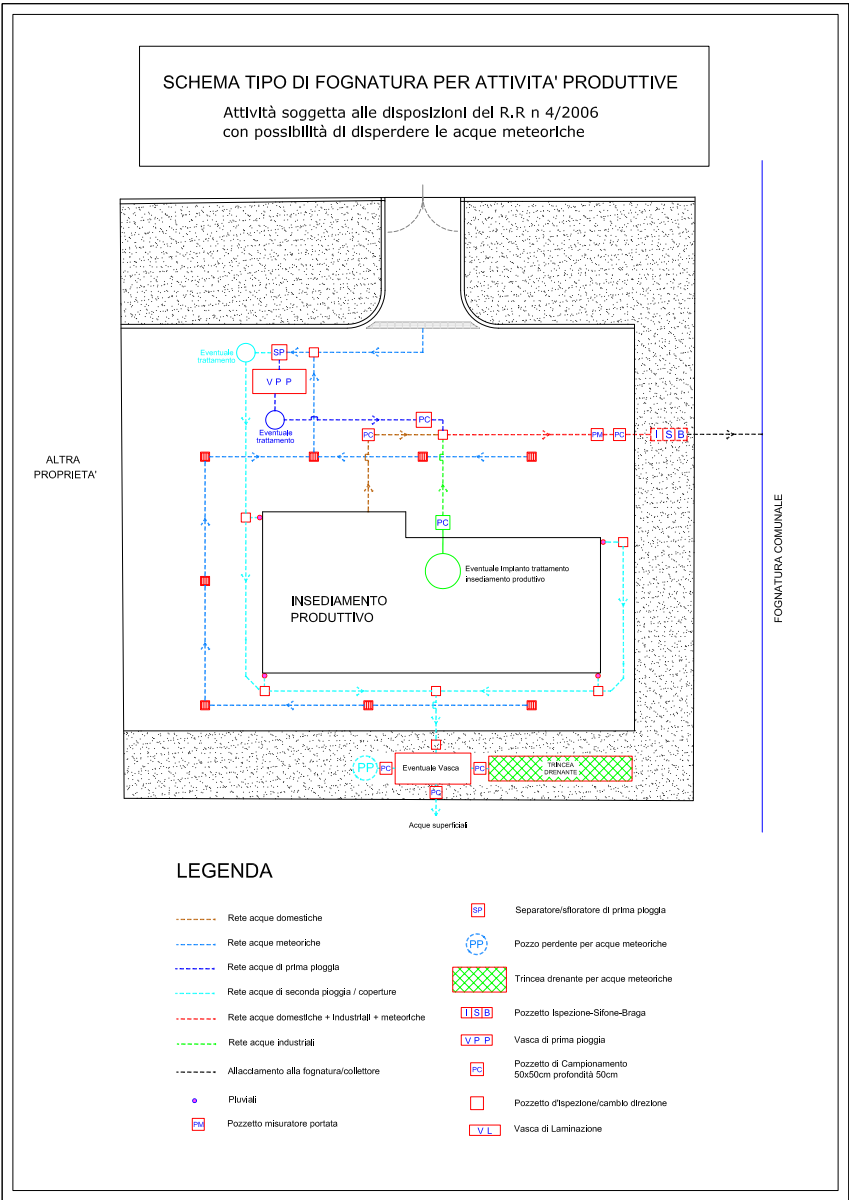 SCHEMA TIPO DI FOGNATURA PER ATTIVITA' PRODUTTIVE
Attività soggetta alle disposizioni del R.R n 4/2006
con possibilità di disperdere le acque meteoriche
Eventuale
trattamento
SP
V P P
Eventuale
trattamento
PC
PC
PM
PC
I S B
ALTRA
PROPRIETA'
FOGNATURA COMUNALE
PC
Eventuale Impianto trattamento
insediamento produttivo
INSEDIAMENTO
PRODUTTIVO
PP
PC
Eventuale Vasca
PC
TRINCEA
DRENANTE
PC
Acque superficiali
LEGENDA
Rete acque domestiche
Rete acque meteoriche
Rete acque di prima pioggia
Rete acque di seconda pioggia / coperture
Rete acque domestiche + Industriali + meteoriche
Rete acque industriali
Allacciamento alla fognatura/collettore
Pluviali
PM
Pozzetto misuratore portata
SP
Separatore/sfioratore di prima pioggia
PP
Pozzo perdente per acque meteoriche
Trincea drenante per acque meteoriche
I S B
Pozzetto Ispezione-Sifone-Braga
V P P
Vasca di prima pioggia
PC
Pozzetto di Campionamento
50x50cm profondità 50cm
Pozzetto d'Ispezione/cambio direzione
V L
Vasca di Laminazione